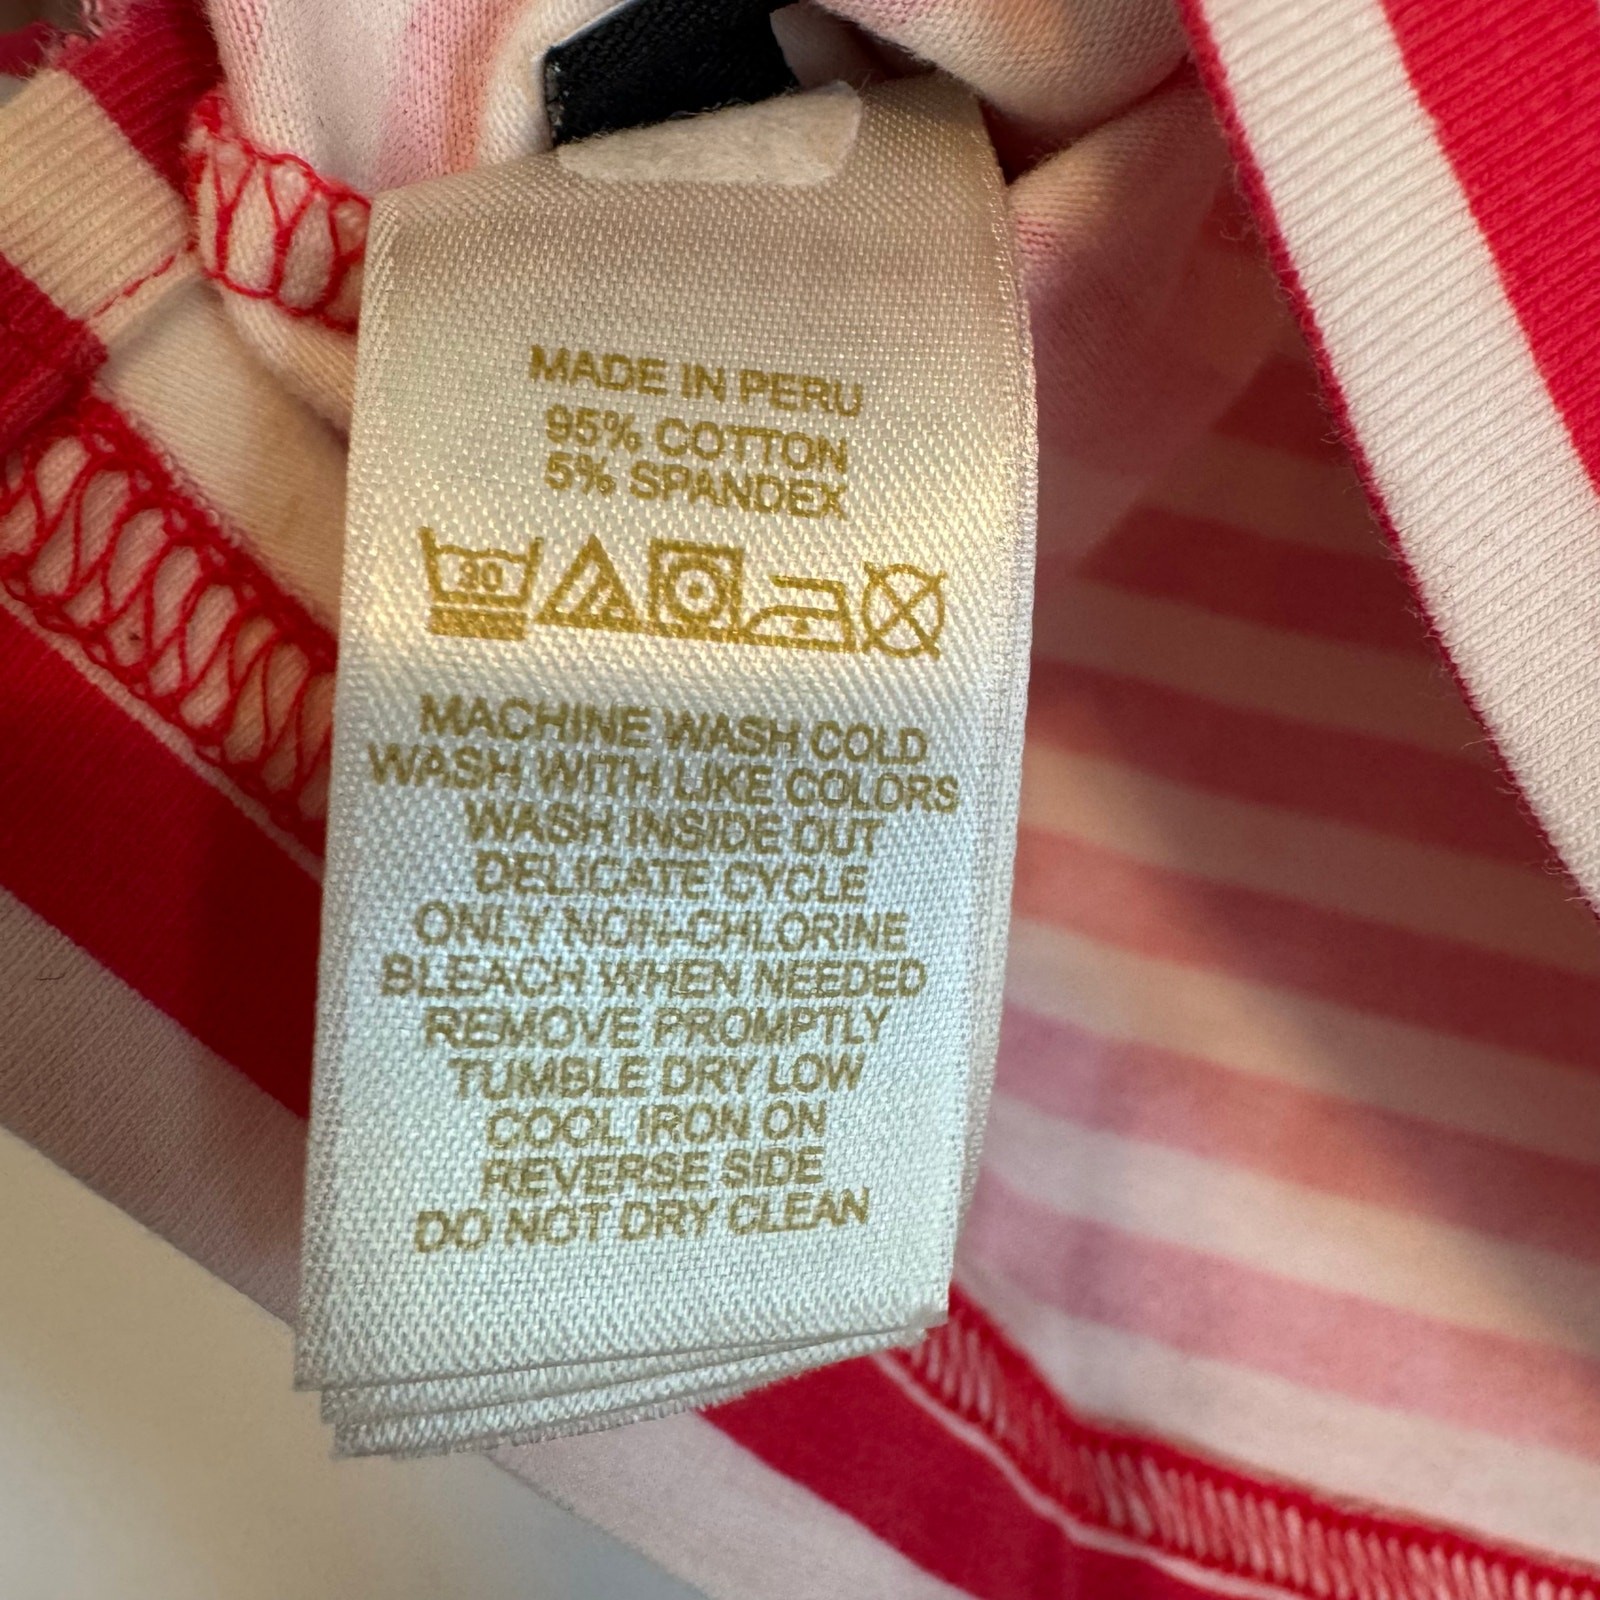 MADE IN PERU
95% COTTON
5% SPANDEX
30
MACHINE WASH COLD
WASH WITH LIKE COLORS
WASH INSIDE OUT
DELICATE CYCLE
ONLY NON-CHLORINE
BLEACH WHEN NEEDED
REMOVE PROMPTLY
TUMBLE DRY LOW
COOL IRON ON
REVERSE SIDE
DO NOT DRY CLEAN